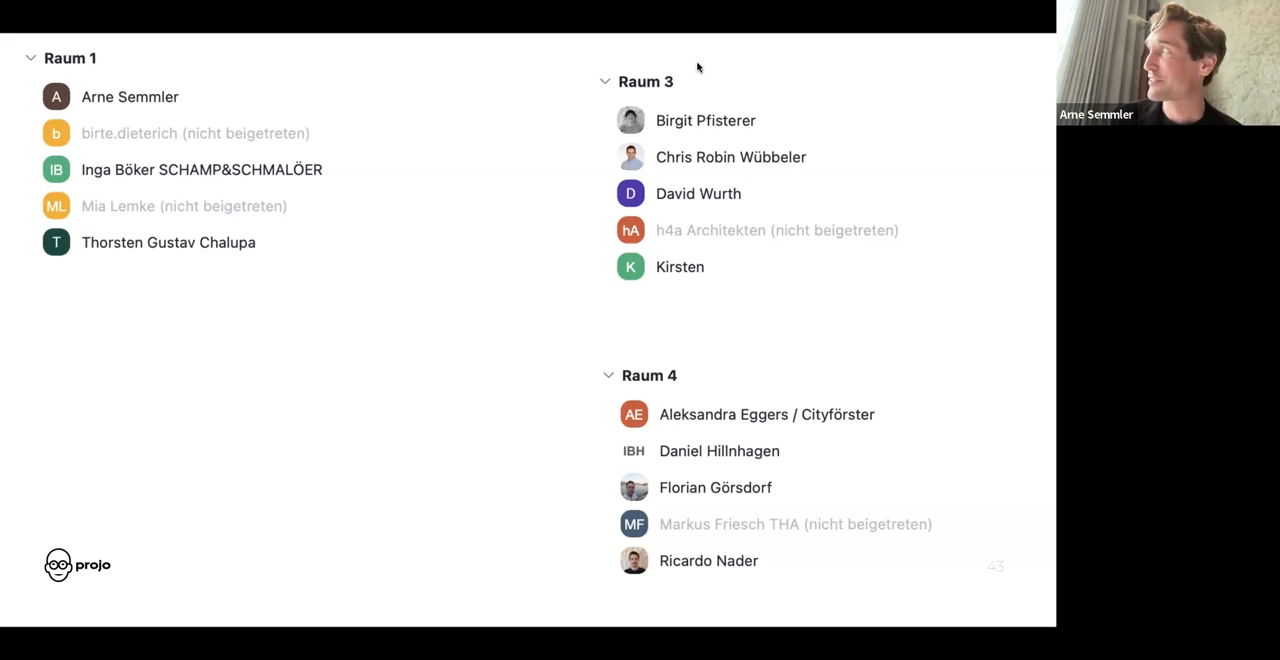 Raum 1
A Arne Semmler
b birte.dieterich (nicht beigetreten)
IB Inga Böker SCHAMP&SCHMALÖER
ML Mia Lemke (nicht beigetreten)
T Thorsten Gustav Chalupa
Raum 3
Birgit Pfisterer
Chris Robin Wübbeler
D David Wurth
hA h4a Architekten (nicht beigetreten)
K Kirsten
Raum 4
AE Aleksandra Eggers / Cityförster
IBH Daniel Hillnhagen
Florian Görsdorf
MF Markus Friesch THA (nicht beigetreten)
Ricardo Nader
projo
43
Arne Semmler